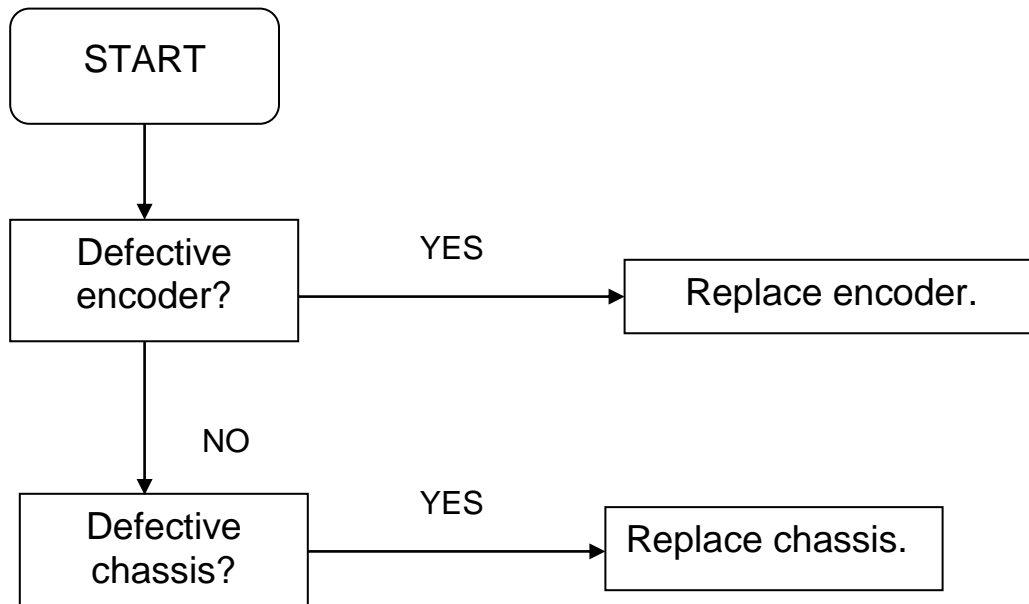 START
Defective
encoder?
YES
Replace encoder.
NO
Defective
chassis?
YES
Replace chassis.